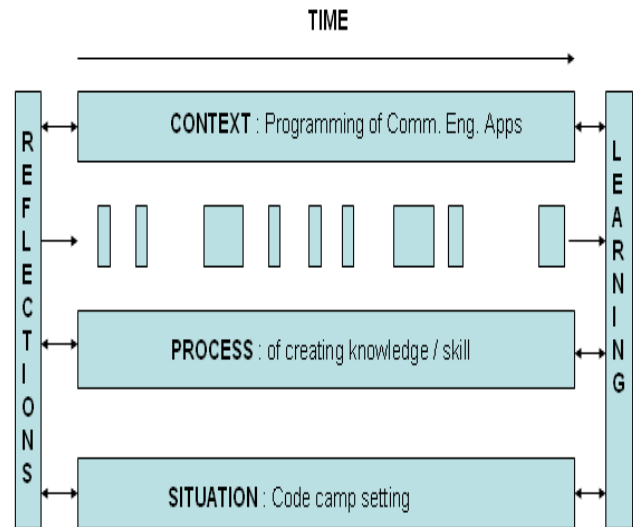 TIME
REFLECTIONS
CONTEXT : Programming of Comm. Eng. Apps
PROCESS : of creating knowledge / skill
SITUATION : Code camp setting
LEARNING